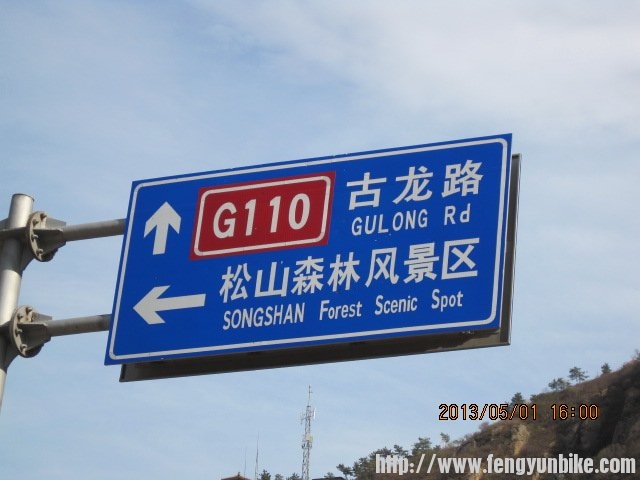 G110 古龙路
GULONG Rd
松山森林风景区
SONGSHAN Forest Scenic Spot
2013/05/01 16:00
http://www.fengyunbike.com